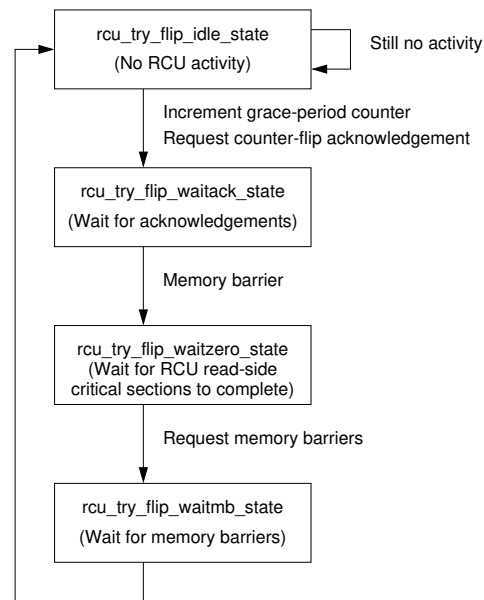 rcu_try_flip_idle_state
(No RCU activity)
Still no activity
Increment grace-period counter
Request counter-flip acknowledgement
rcu_try_flip_waitack_state
(Wait for acknowledgements)
Memory barrier
rcu_try_flip_waitzero_state
(Wait for RCU read-side
critical sections to complete)
Request memory barriers
rcu_try_flip_waitmb_state
(Wait for memory barriers)